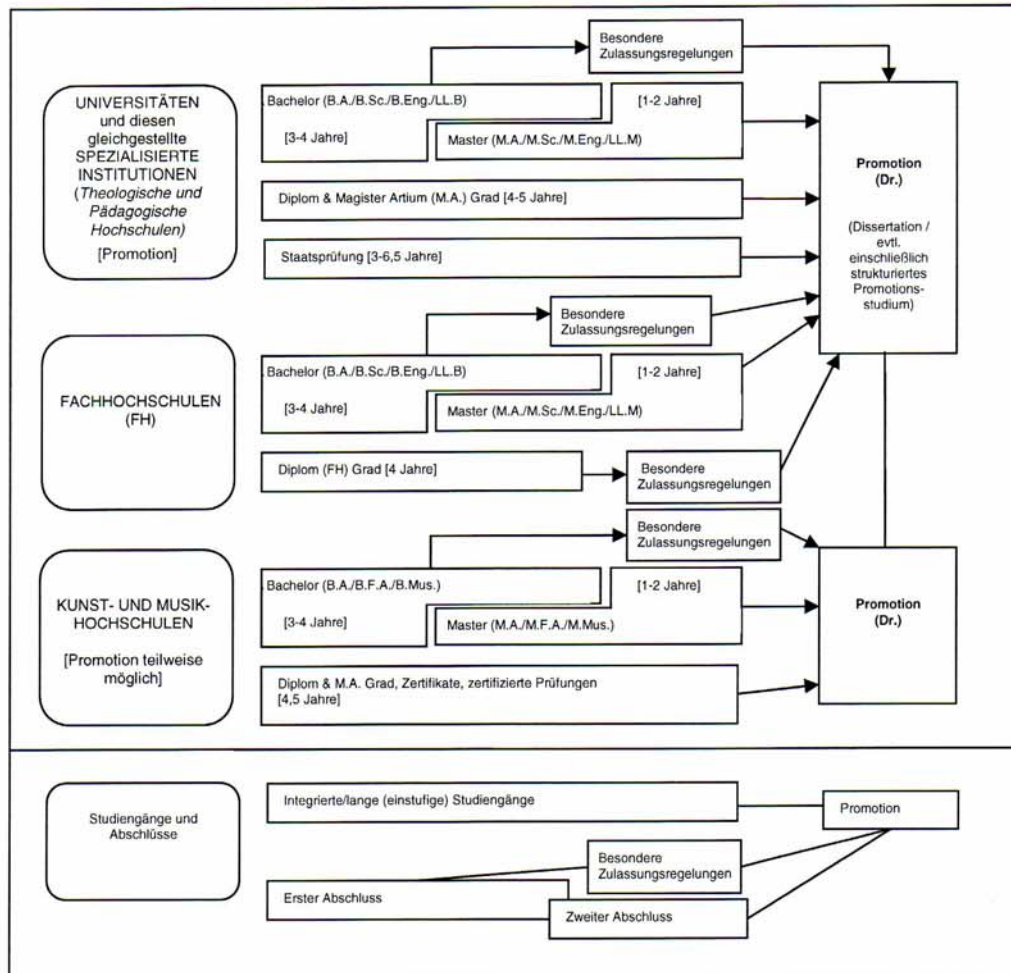 Besondere
Zulassungsregelungen
UNIVERSITÄTEN
und diesen
gleichgestellte
SPEZIALISIERTE
INSTITUTIONEN
(Theologische und
Pädagogische
Hochschulen)
[Promotion]
Bachelor (B.A./B.Sc./B.Eng./LL.B)
[3-4 Jahre]
[1-2 Jahre]
Master (M.A./M.Sc./M.Eng./LL.M)
Diplom & Magister Artium (M.A.) Grad [4-5 Jahre]
Staatsprüfung [3-6,5 Jahre]
Promotion
(Dr.)
(Dissertation /
evtl.
einschließlich
strukturiertes
Promotions-
studium)
FACHHOCHSCHULEN
(FH)
Besondere
Zulassungsregelungen
Bachelor (B.A./B.Sc./B.Eng./LL.B)
[3-4 Jahre]
[1-2 Jahre]
Master (M.A./M.Sc./M.Eng./LL.M)
Diplom (FH) Grad [4 Jahre]
Besondere
Zulassungsregelungen
KUNST- UND MUSIK-
HOCHSCHULEN
[Promotion teilweise
möglich]
Besondere
Zulassungsregelungen
Bachelor (B.A./B.F.A./B.Mus.)
[3-4 Jahre]
[1-2 Jahre]
Master (M.A./M.F.A./M.Mus.)
Diplom & M.A. Grad, Zertifikate, zertifizierte Prüfungen
[4,5 Jahre]
Promotion
(Dr.)
Studiengänge und
Abschlüsse
Integrierte/lange (einstufige) Studiengänge
Promotion
Besondere
Zulassungsregelungen
Erster Abschluss
Zweiter Abschluss